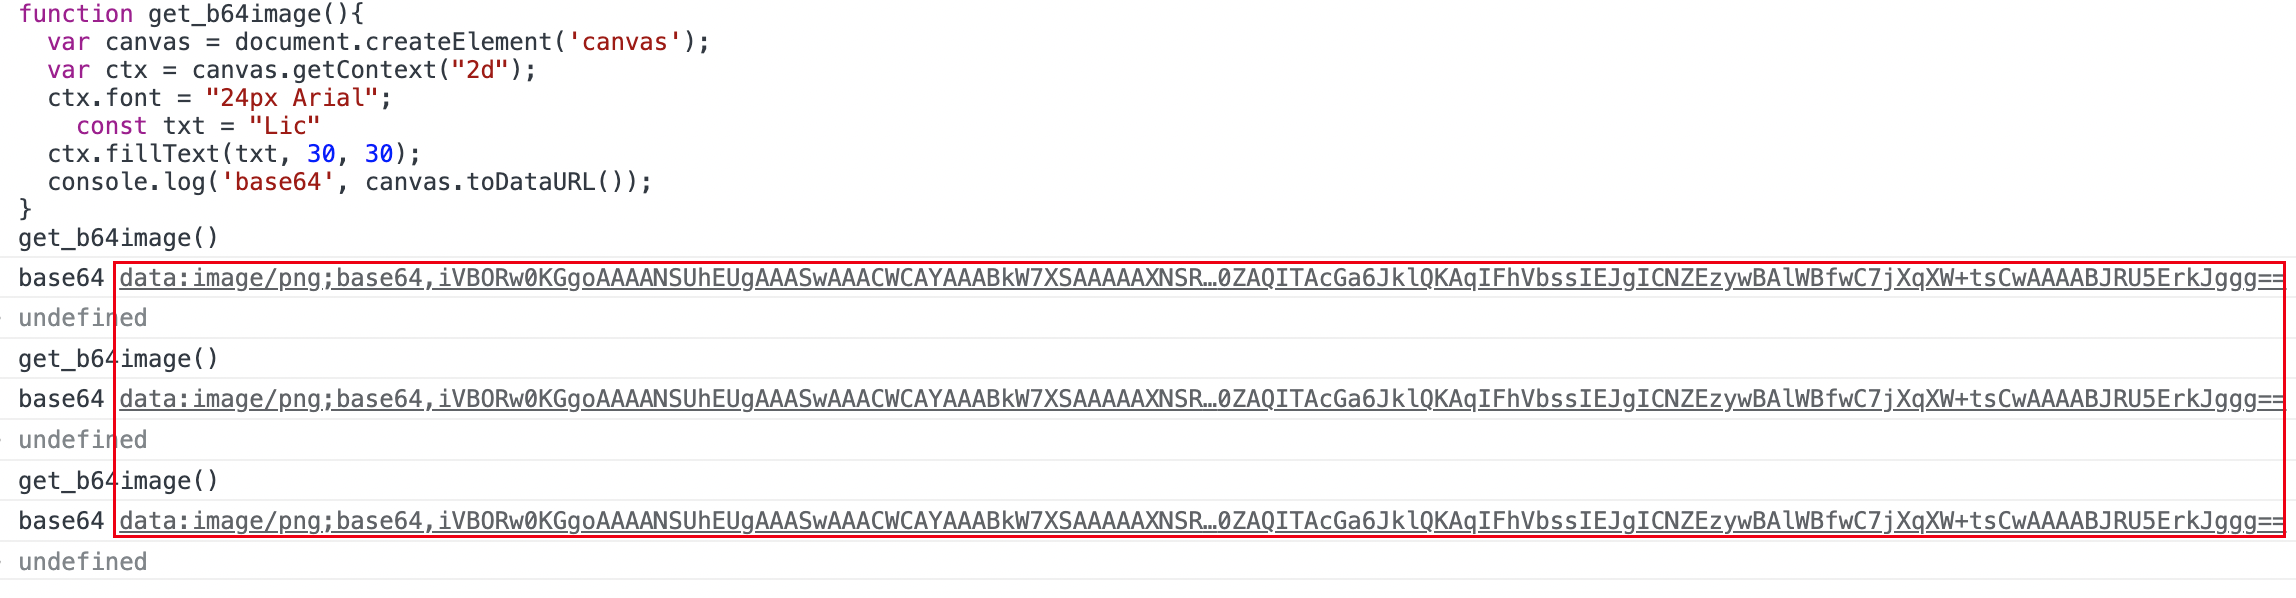 function get_b64image(){
  var canvas = document.createElement('canvas');
  var ctx = canvas.getContext("2d");
  ctx.font = "24px Arial";
    const txt = "Lic"
  ctx.fillText(txt, 30, 30);
  console.log('base64', canvas.toDataURL());
}
get_b64image()
base64 data:image/png;base64,iVBORw0KGgoAAAANSUhEUgAAASwAAACWCAYAAABkW7XSAAAAAXNSR…0ZAQITAcGa6JklQKAqIFhVbssIEJgICNZEzywBAlWBfwC7jXqXW+tsCwAAAABJRU5ErkJggg==
undefined
get_b64image()
base64 data:image/png;base64,iVBORw0KGgoAAAANSUhEUgAAASwAAACWCAYAAABkW7XSAAAAAXNSR…0ZAQITAcGa6JklQKAqIFhVbssIEJgICNZEzywBAlWBfwC7jXqXW+tsCwAAAABJRU5ErkJggg==
undefined
get_b64image()
base64 data:image/png;base64,iVBORw0KGgoAAAANSUhEUgAAASwAAACWCAYAAABkW7XSAAAAAXNSR…0ZAQITAcGa6JklQKAqIFhVbssIEJgICNZEzywBAlWBfwC7jXqXW+tsCwAAAABJRU5ErkJggg==
undefined